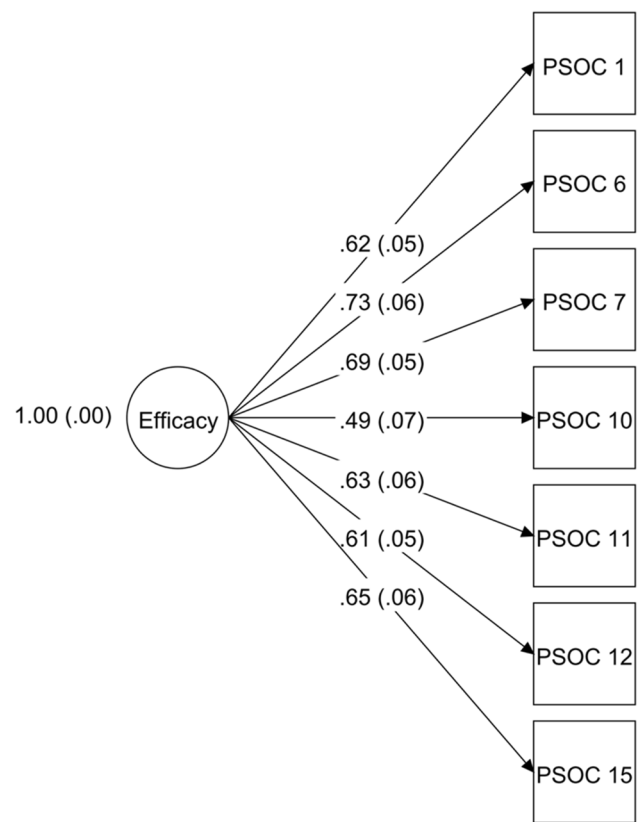 PSOC 1
PSOC 6
.62 (.05)
.73 (.06)
PSOC 7
.69 (.05)
1.00 (.00)
Efficacy
.49 (.07)
PSOC 10
.63 (.06)
PSOC 11
.61 (.05)
.65 (.06)
PSOC 12
PSOC 15